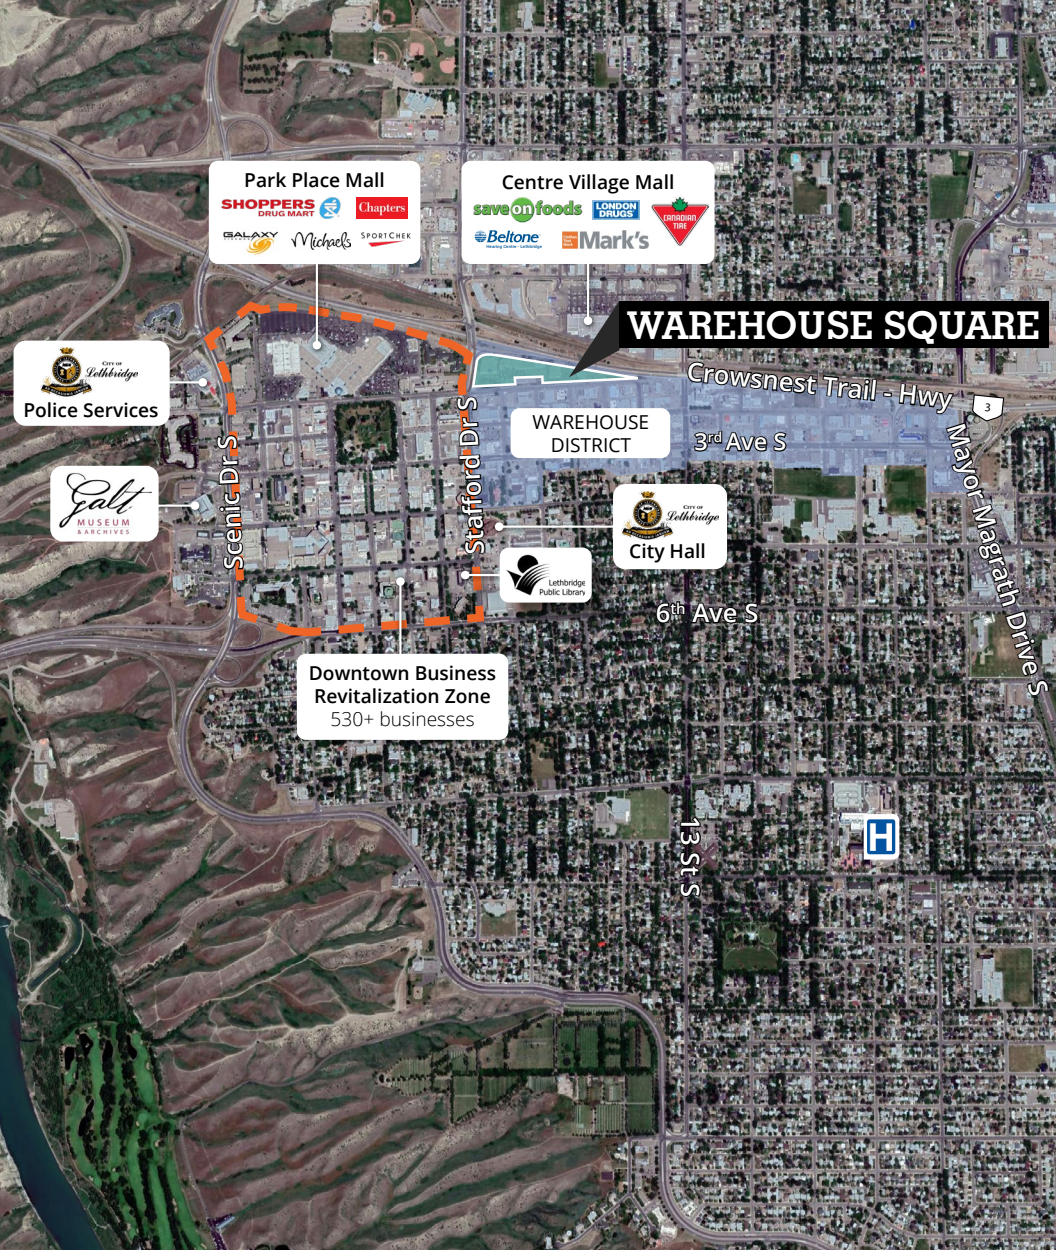 Park Place Mall
SHOPPERS
DRUG MART
Chapters
GALAXY
Michaels
SPORTCHEK
Centre Village Mall
save on foods
LONDON
DRUGS
CANADIAN
TIRE
Beltone
Hearing Centre - Lethbridge
Mark's
WAREHOUSE SQUARE
CITY OF
Lethbridge
Police Services
Crowsnest Trail - Hwy
3
WAREHOUSE
DISTRICT
3rd Ave S
Scenic Dr S
Stafford Dr S
Mayor Magrath Drive S
Galt
MUSEUM
& ARCHIVES
CITY OF
Lethbridge
City Hall
Lethbridge
Public Library
6th Ave S
Downtown Business
Revitalization Zone
530+ businesses
13 St S
H